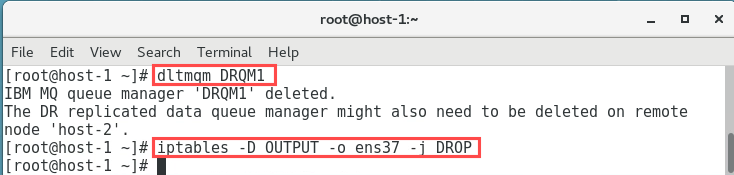 root@host-1:~
File Edit View Search Terminal Help
[root@host-1 ~]# dltmqm DRQM1
IBM MQ queue manager 'DRQM1' deleted.
The DR replicated data queue manager might also need to be deleted on remote
node 'host-2'.
[root@host-1 ~]# iptables -D OUTPUT -o ens37 -j DROP
[root@host-1 ~]#